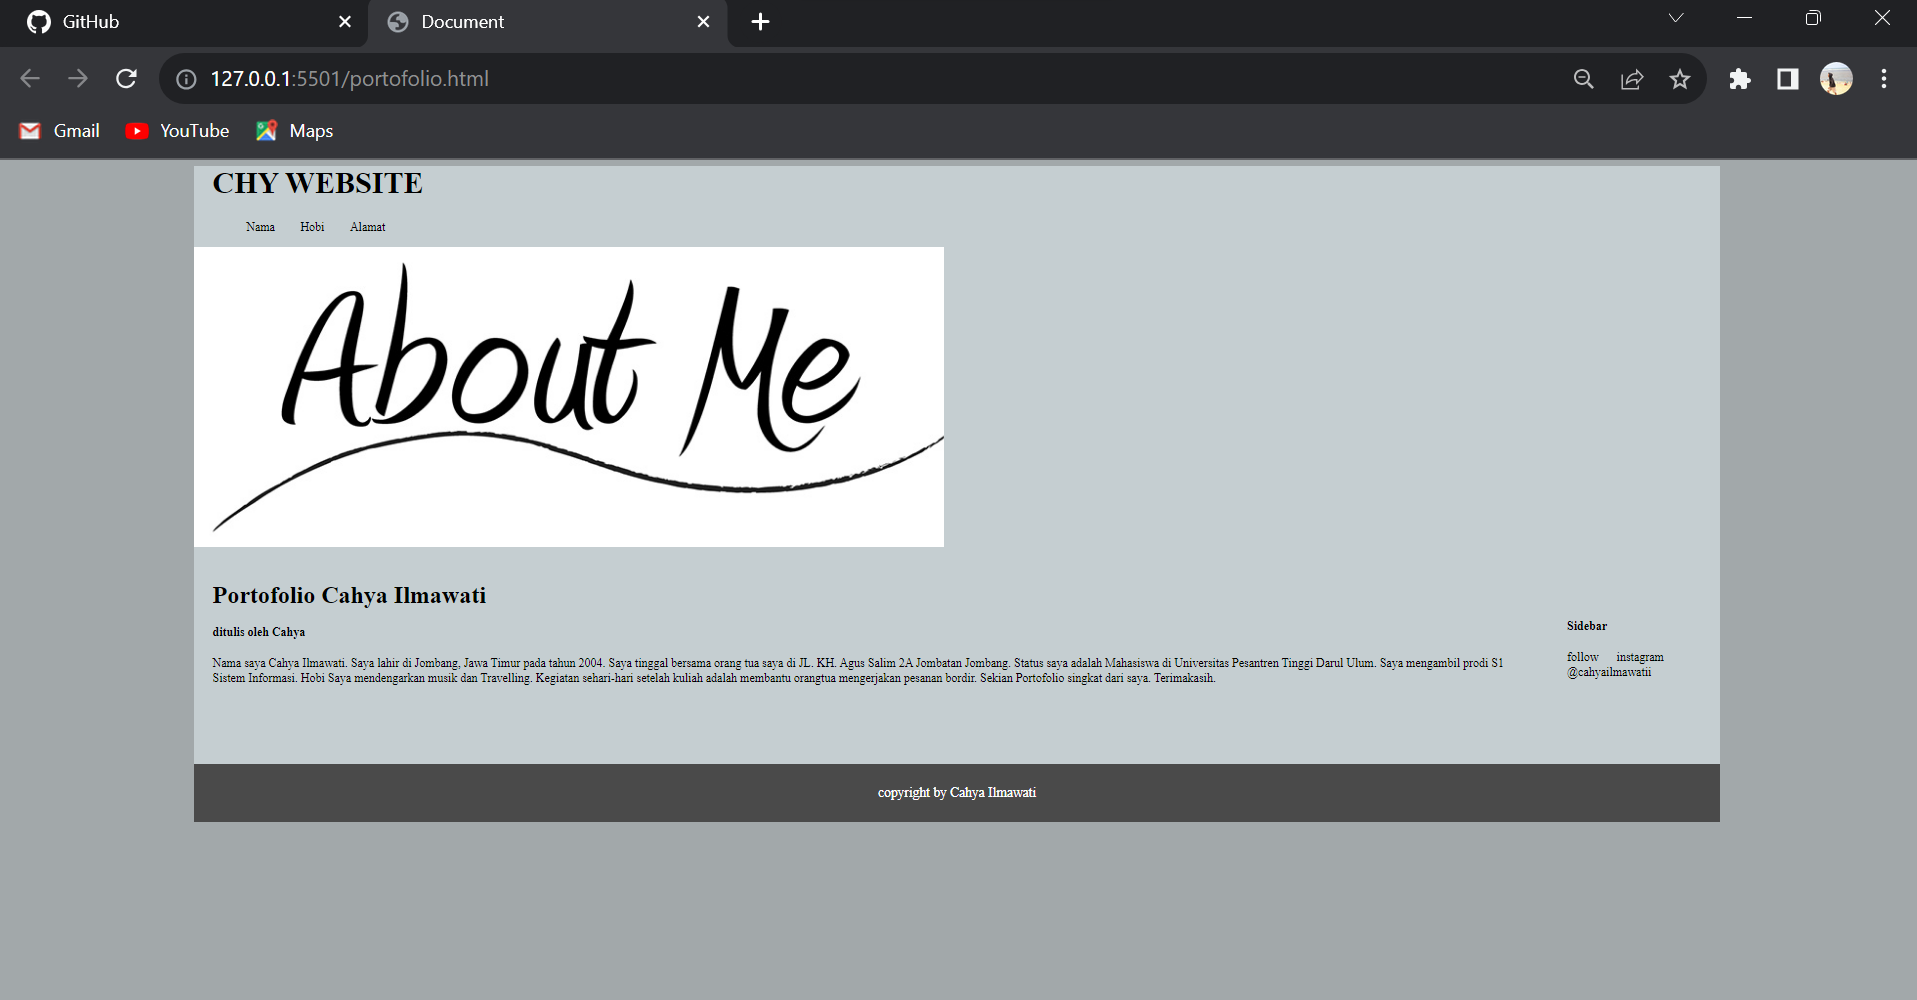 GitHub
Document
127.0.0.1:5501/portofolio.html
Gmail YouTube Maps
CHY WEBSITE
Nama Hobi Alamat
About Me
Portofolio Cahya Ilmawati
ditulis oleh Cahya
Nama saya Cahya Ilmawati. Saya lahir di Jombang, Jawa Timur pada tahun 2004. Saya tinggal bersama orang tua saya di JL. KH. Agus Salim 2A Jombatan Jombang. Status saya adalah Mahasiswa di Universitas Pesantren Tinggi Darul Ulum. Saya mengambil prodi S1
Sistem Informasi. Hobi Saya mendengarkan musik dan Travelling. Kegiatan sehari-hari setelah kuliah adalah membantu orangtua mengerjakan pesanan bordir. Sekian Portofolio singkat dari saya. Terimakasih.
Sidebar
follow instagram
@cahyailmawatii
copyright by Cahya Ilmawati